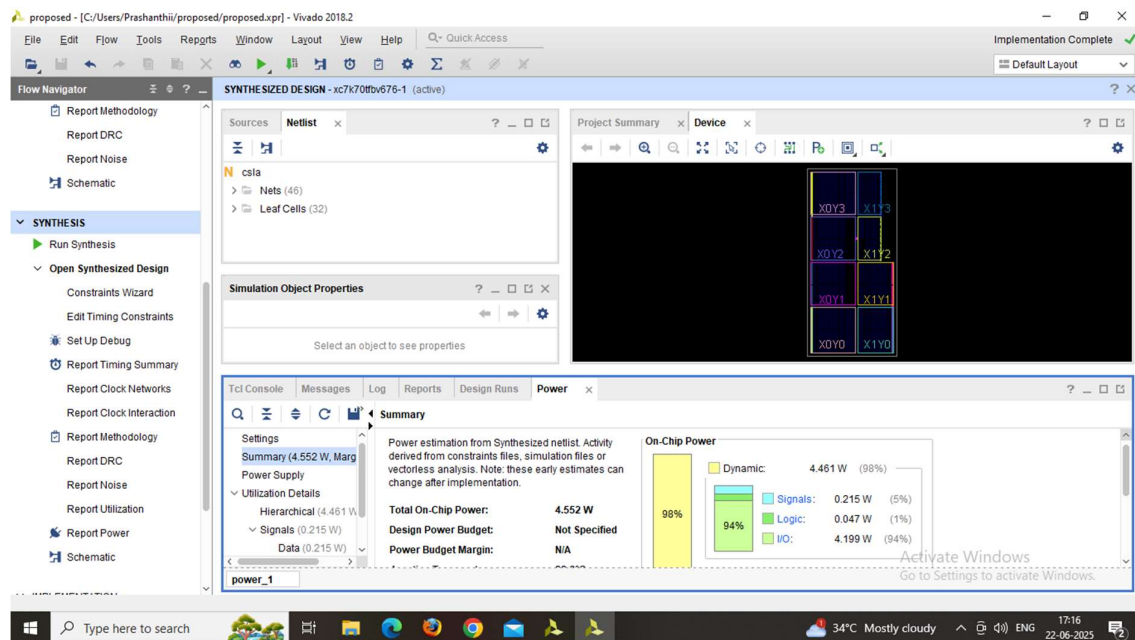 proposed - [C:/Users/Prashanthii/proposed/proposed.xpr] - Vivado 2018.2
File Edit Flow Tools Reports Window Layout View Help Quick Access
Implementation Complete
Default Layout
Flow Navigator
SYNTHESIZED DESIGN - xc7k70tfbv676-1 (active)
Report Methodology
Report DRC
Report Noise
Schematic
SYNTHESIS
Run Synthesis
Open Synthesized Design
Constraints Wizard
Edit Timing Constraints
Set Up Debug
Report Timing Summary
Report Clock Networks
Report Clock Interaction
Report Methodology
Report DRC
Report Noise
Report Utilization
Report Power
Schematic
Sources Netlist
N csla
Nets (46)
Leaf Cells (32)
Simulation Object Properties
Select an object to see properties
Project Summary Device
X0Y3 X1Y3
X0Y2 X1Y2
X0Y1 X1Y1
X0Y0 X1Y0
Tcl Console Messages Log Reports Design Runs Power
Summary
Settings
Summary (4.552 W, Marg
Power Supply
Utilization Details
Hierarchical (4.461 W
Signals (0.215 W)
Data (0.215 W)
Power estimation from Synthesized netlist. Activity
derived from constraints files, simulation files or
vectorless analysis. Note: these early estimates can
change after implementation.
Total On-Chip Power: 4.552 W
Design Power Budget: Not Specified
Power Budget Margin: N/A
On-Chip Power
98%
Dynamic: 4.461 W (98%)
94%
Signals: 0.215 W (5%)
Logic: 0.047 W (1%)
I/O: 4.199 W (94%)
Activate Windows
Go to Settings to activate Windows.
power_1
Type here to search
34°C Mostly cloudy
ENG
17:16
22-06-2025
2